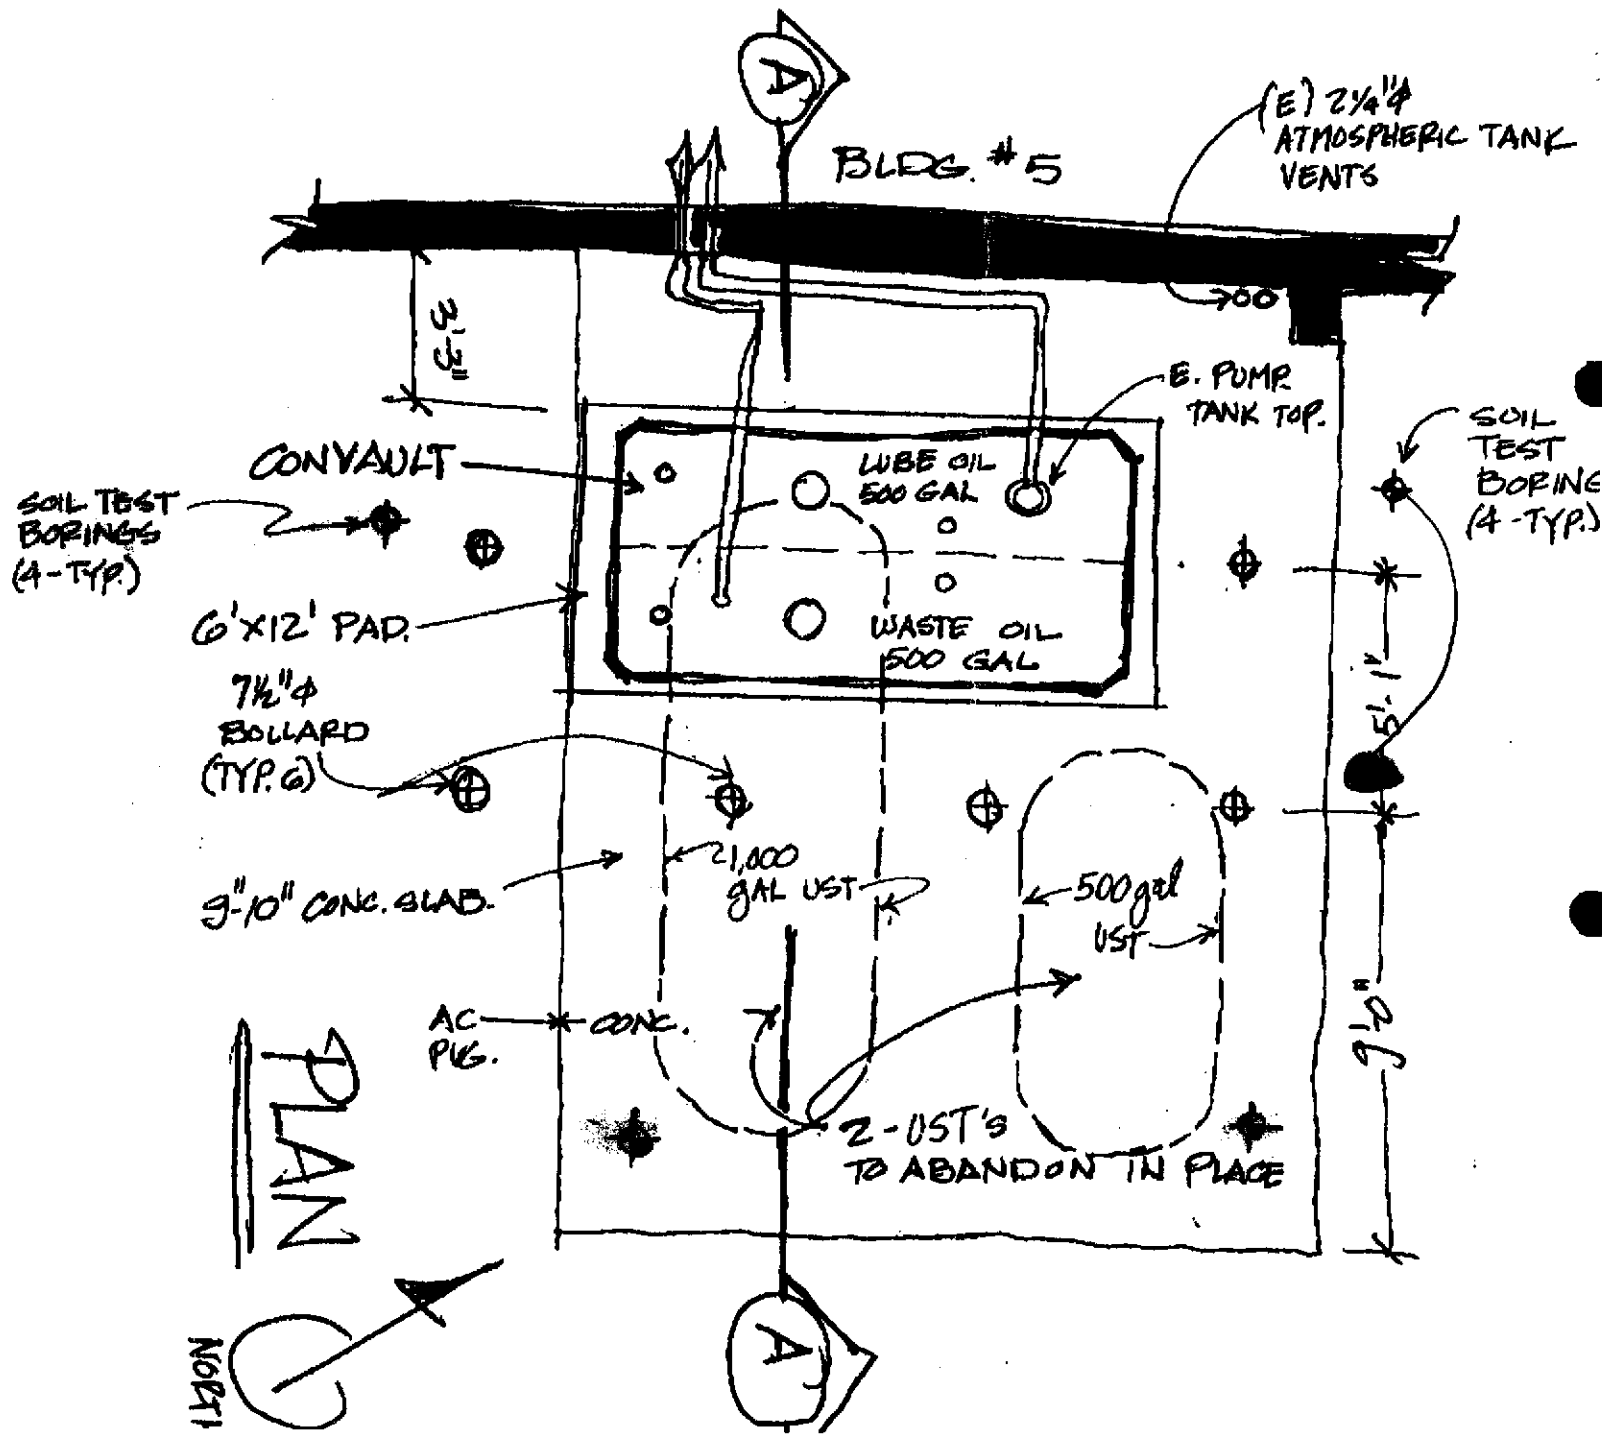 A
BLDG. #5
(E) 2¼"⌀
ATMOSPHERIC TANK
VENTS
3'-3"
E. PUMP
TANK TOP.
SOIL
TEST
BORING
(4-TYP.)
CONVAULT
LUBE OIL
500 GAL
SOIL TEST
BORINGS
(4-TYP.)
6'X12' PAD.
WASTE OIL
500 GAL
7½"⌀
BOLLARD
(TYP. 6)
5'-1"
1,000
GAL UST
500 gal
UST
9"-10" CONC. SLAB.
AC
CONC.
9'-0"
2-UST'S
TO ABANDON IN PLACE
PLAN
NORTH
A